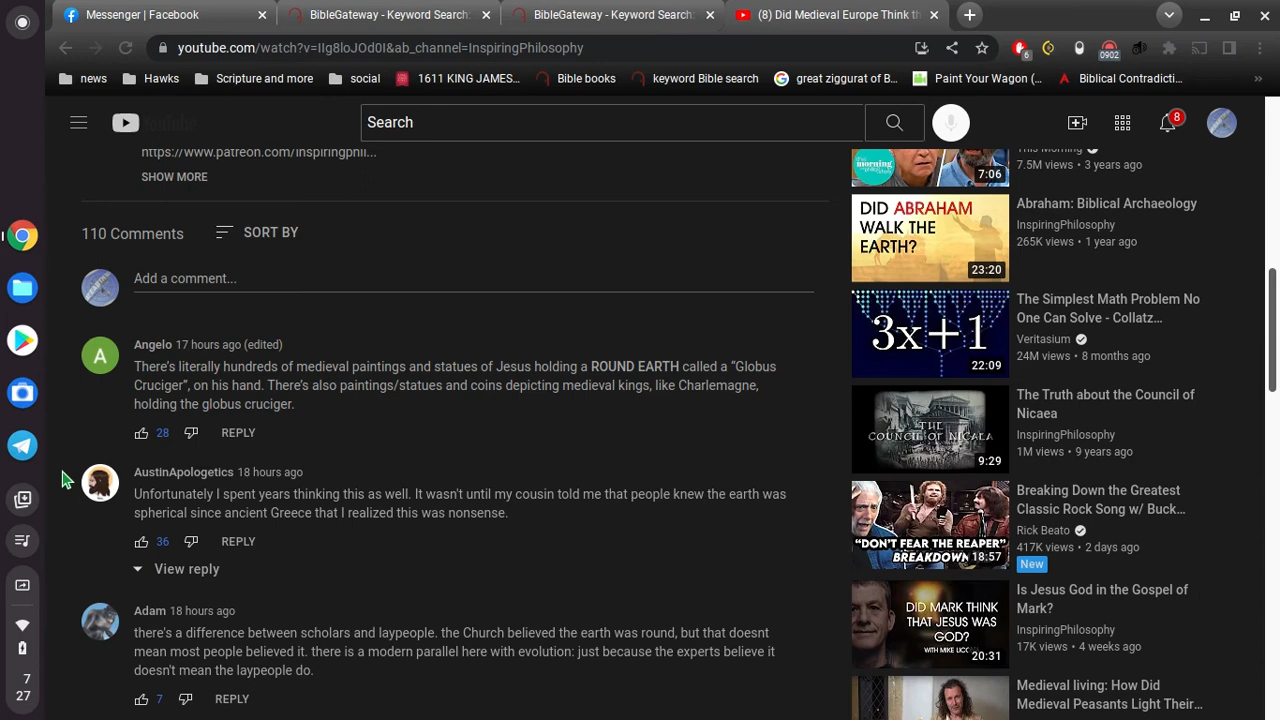 Messenger | Facebook
BibleGateway - Keyword Search:
BibleGateway - Keyword Search:
(8) Did Medieval Europe Think th
youtube.com/watch?v=IIg8loJOd0I&ab_channel=InspiringPhilosophy
6
0902
news
Hawks
Scripture and more
social
1611 KING JAMES...
Bible books
keyword Bible search
great ziggurat of B...
Paint Your Wagon (...
Biblical Contradicti...
»
YouTube
Search
8
https://www.patreon.com/inspiringphil...
SHOW MORE
110 Comments
SORT BY
Add a comment...
A
Angelo 17 hours ago (edited)
There's literally hundreds of medieval paintings and statues of Jesus holding a ROUND EARTH called a “Globus
Cruciger”, on his hand. There’s also paintings/statues and coins depicting medieval kings, like Charlemagne,
holding the globus cruciger.
28 REPLY
AustinApologetics 18 hours ago
Unfortunately I spent years thinking this as well. It wasn't until my cousin told me that people knew the earth was
spherical since ancient Greece that I realized this was nonsense.
36 REPLY
View reply
Adam 18 hours ago
there's a difference between scholars and laypeople. the Church believed the earth was round, but that doesnt
mean most people believed it. there is a modern parallel here with evolution: just because the experts believe it
doesn't mean the laypeople do.
7 REPLY
this
morning
7:06
This Morning
7.5M views • 3 years ago
DID ABRAHAM
WALK THE
EARTH?
23:20
Abraham: Biblical Archaeology
InspiringPhilosophy
265K views • 1 year ago
3x+1
22:09
The Simplest Math Problem No
One Can Solve - Collatz...
Veritasium
24M views • 8 months ago
THE
COUNCIL OF NICAEA
9:29
The Truth about the Council of
Nicaea
InspiringPhilosophy
1M views • 9 years ago
"DON'T FEAR THE REAPER"
BREAKDOWN
18:57
Breaking Down the Greatest
Classic Rock Song w/ Buck...
Rick Beato
417K views • 2 days ago
New
DID MARK THINK
THAT JESUS WAS
GOD?
WITH MIKE LICONA
20:31
Is Jesus God in the Gospel of
Mark?
InspiringPhilosophy
17K views • 4 weeks ago
Medieval living: How Did
Medieval Peasants Light Their...
7
27